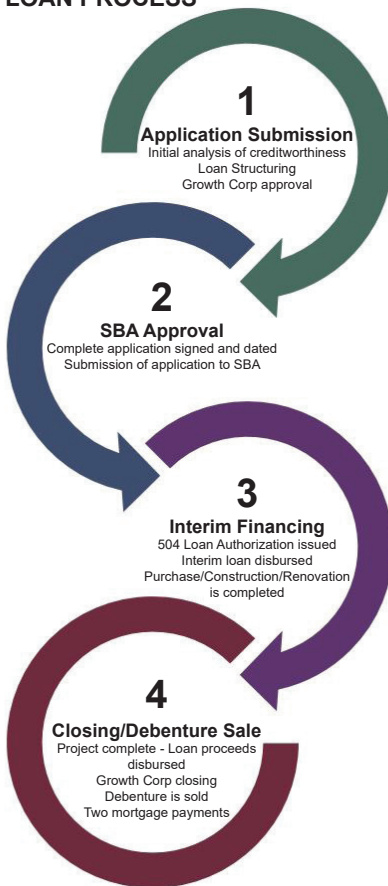 LOAN PROCESS
1
Application Submission
Initial analysis of creditworthiness
Loan Structuring
Growth Corp approval
2
SBA Approval
Complete application signed and dated
Submission of application to SBA
3
Interim Financing
504 Loan Authorization issued
Interim loan disbursed
Purchase/Construction/Renovation
is completed
4
Closing/Debenture Sale
Project complete - Loan proceeds
disbursed
Growth Corp closing
Debenture is sold
Two mortgage payments